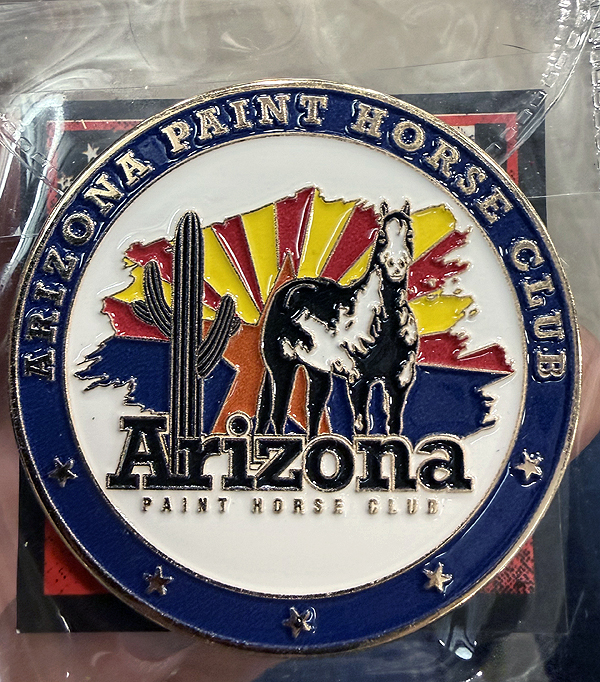 ARIZONA PAINT HORSE CLUB
Arizona
PAINT HORSE CLUB